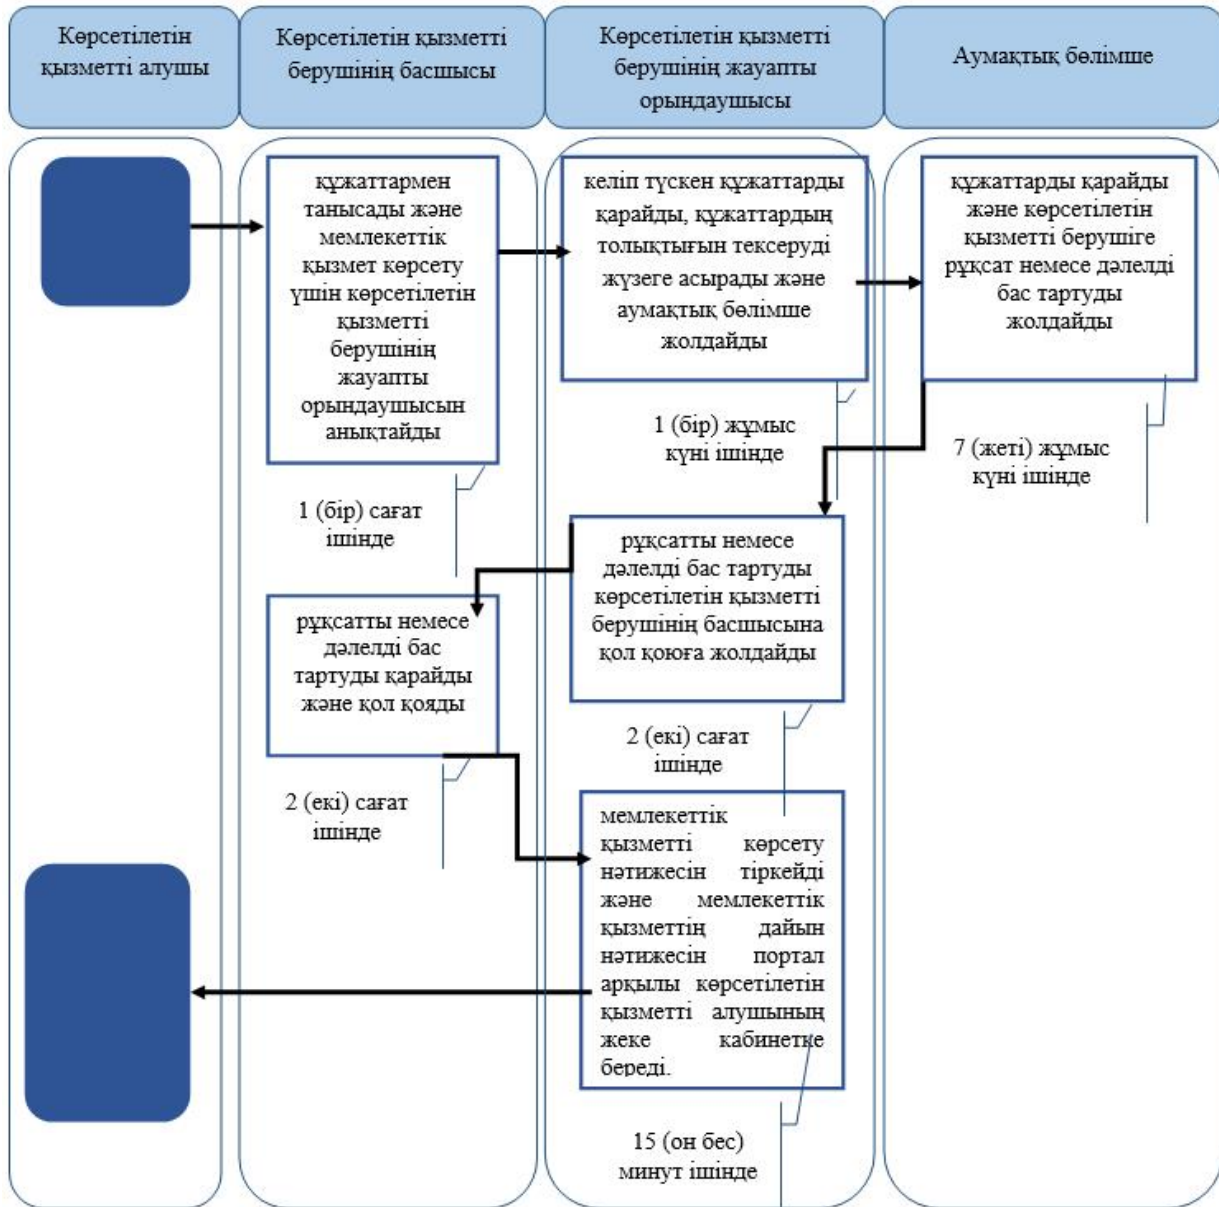 Көрсетілетін
қызметті алушы
Көрсетілетін қызметті
берушінің басшысы
Көрсетілетін қызметті
берушінің жауапты
орындаушысы
Аумақтық бөлімше
құжаттармен
танысады және
мемлекеттік
қызмет көрсету
үшін көрсетілетін
қызметті
берушінің
жауапты
орындаушысын
анықтайды
1 (бір) сағат
ішінде
келіп түскен құжаттарды
қарайды, құжаттардың
толықтығын тексеруді
жүзеге асырады және
аумақтық бөлімше
жолдайды
1 (бір) жұмыс
күні ішінде
құжаттарды қарайды
және көрсетілетін
қызметті берушіге
рұқсат немесе дәлелді
бас тартуды
жолдайды
7 (жеті) жұмыс
күні ішінде
рұқсатты немесе
дәлелді бас тартуды
көрсетілетін қызметті
берушінің басшысына
қол қоюға жолдайды
2 (екі) сағат
ішінде
рұқсатты немесе
дәлелді бас
тартуды қарайды
және қол қояды
2 (екі) сағат
ішінде
мемлекеттік
қызметті көрсету
нәтижесін тіркейді
және мемлекеттік
қызметтің дайын
нәтижесін портал
арқылы көрсетілетін
қызметті алушының
жеке кабинетке
береді.
15 (он бес)
минут ішінде